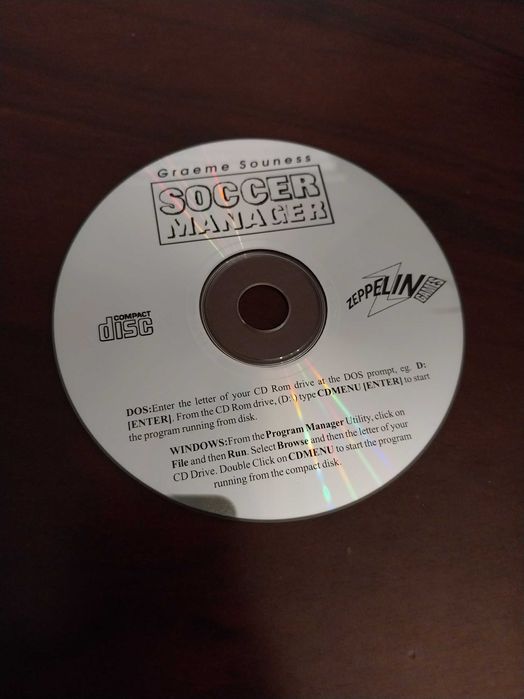 Graeme Souness
SOCCER
MANAGER
COMPACT
disc
ZEPPELIN
GAMES
DOS:Enter the letter of your CD Rom drive at the DOS prompt, eg. D:
[ENTER]. From the CD Rom drive, (D:) type CDMENU [ENTER] to start
the program running from disk.
WINDOWS:From the Program Manager Utility, click on
File and then Run. Select Browse and then the letter of your
CD Drive. Double Click on CDMENU to start the program
running from the compact disk.